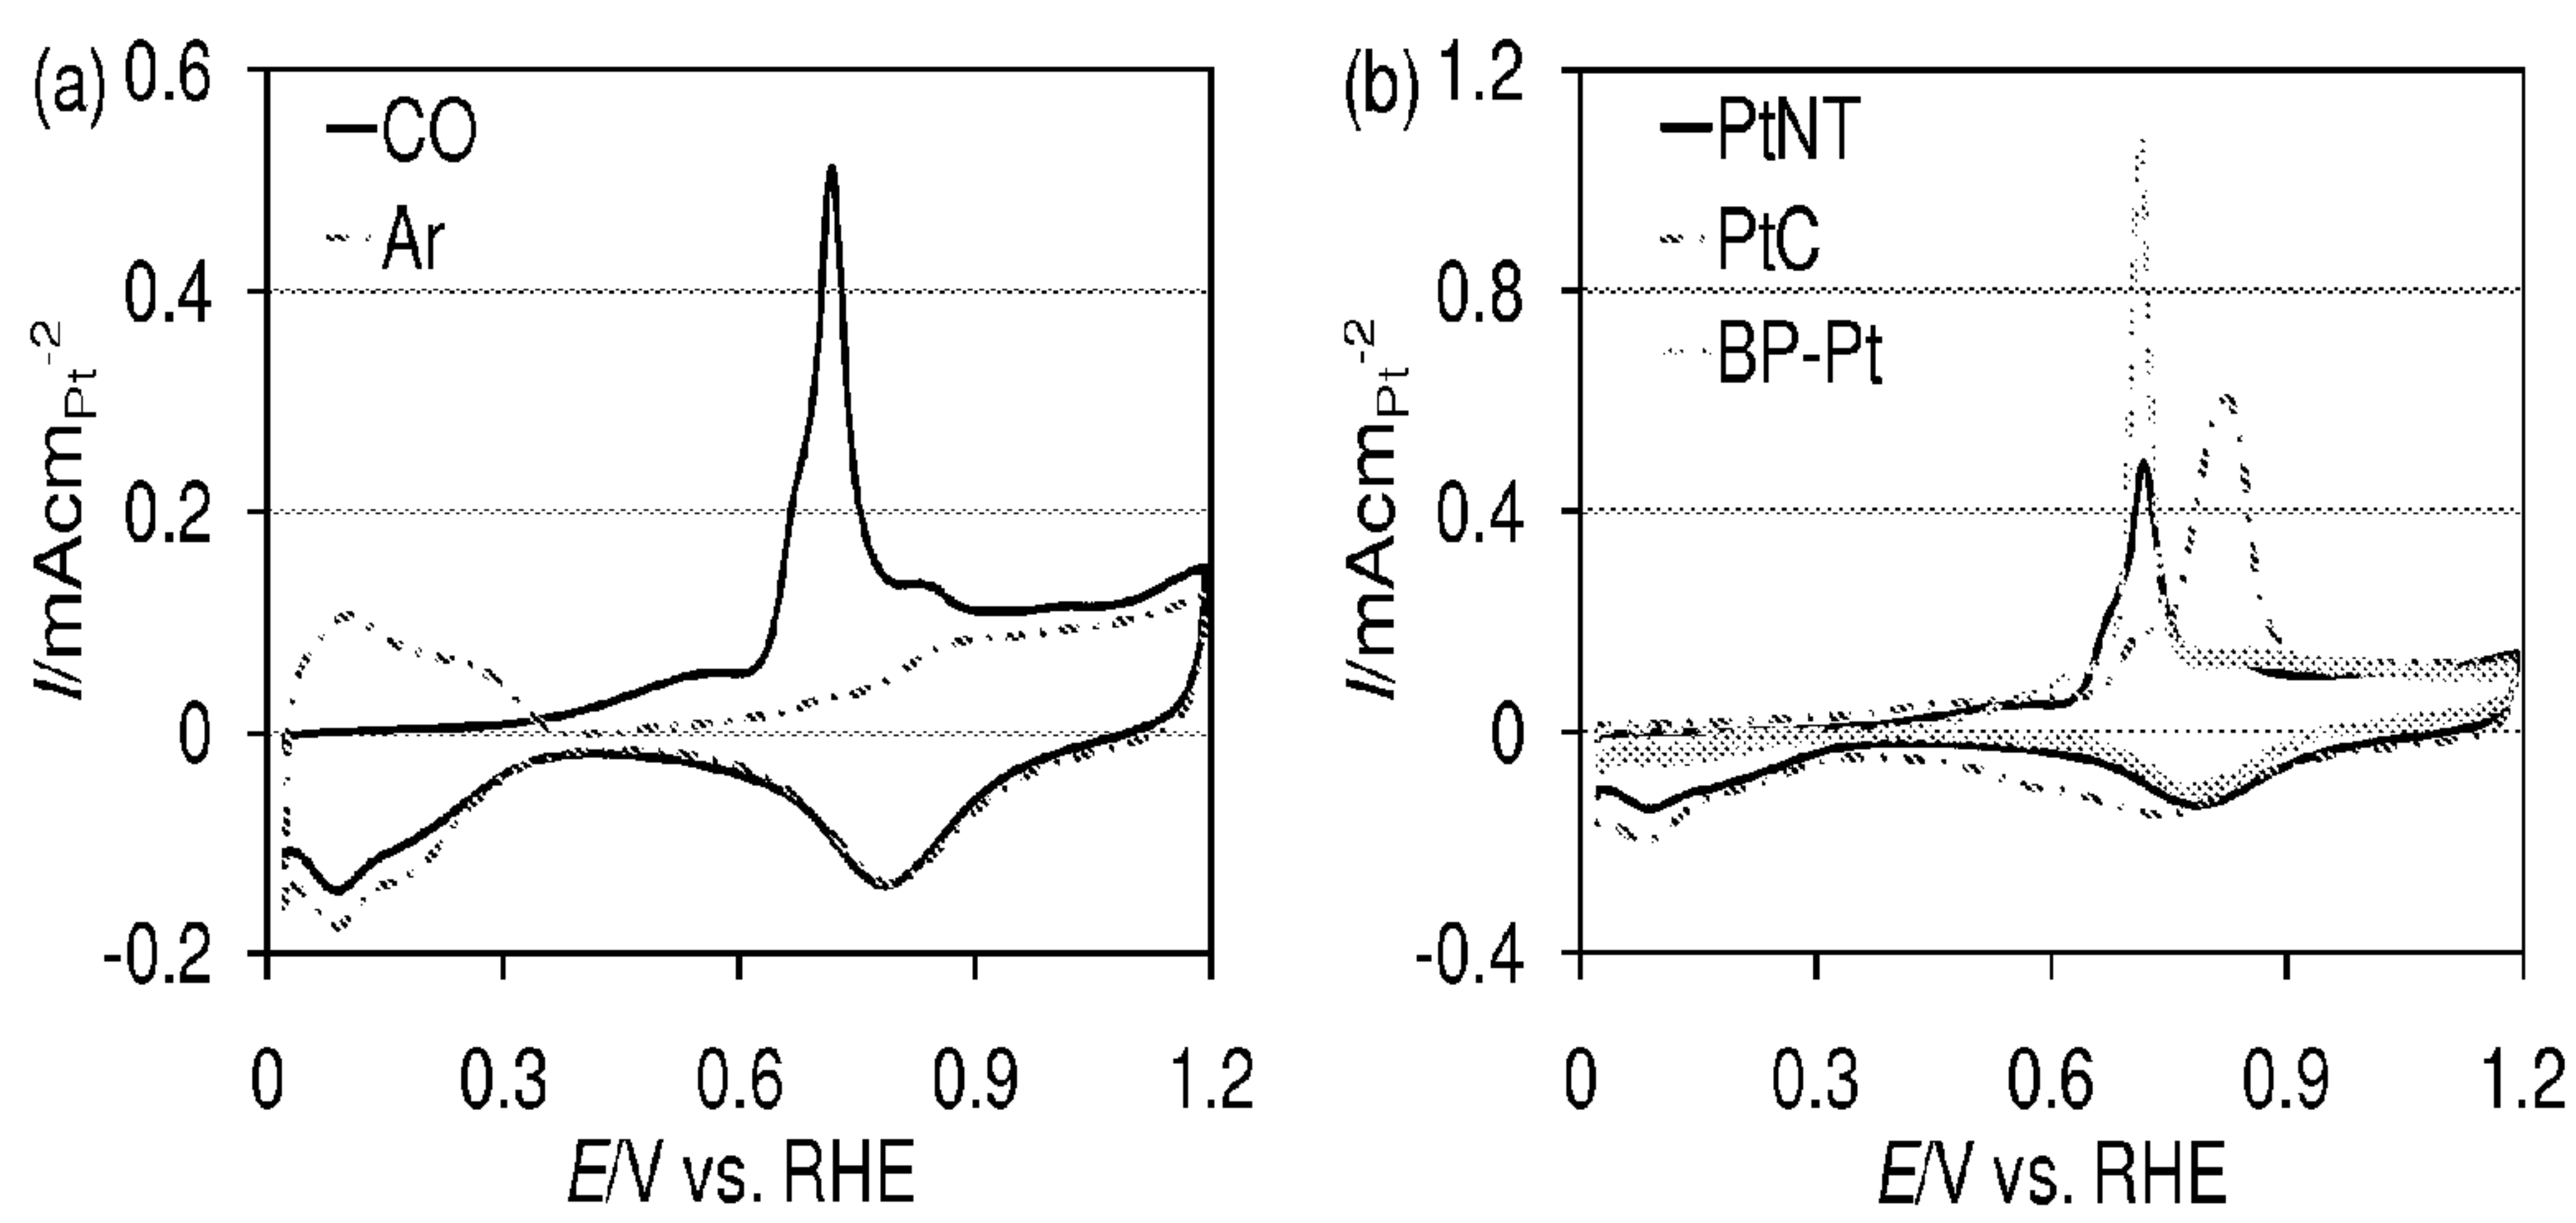 (a)
0.6
0.4
0.2
0
-0.2
CO
Ar
I/mAcmPt-2
0 0.3 0.6 0.9 1.2
E/V vs. RHE
(b)
1.2
0.8
0.4
0
-0.4
PtNT
PtC
BP-Pt
I/mAcmPt-2
0 0.3 0.6 0.9 1.2
E/V vs. RHE